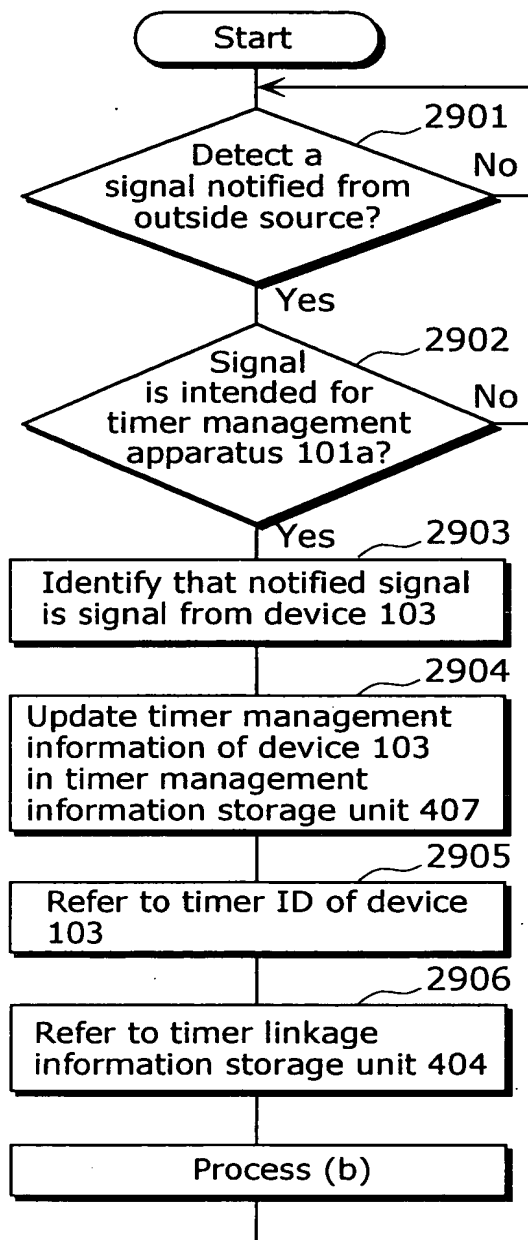 Start
2901
Detect a
signal notified from
outside source?
No
Yes
2902
Signal
is intended for
timer management
apparatus 101a?
No
Yes
2903
Identify that notified signal
is signal from device 103
2904
Update timer management
information of device 103
in timer management
information storage unit 407
2905
Refer to timer ID of device
103
2906
Refer to timer linkage
information storage unit 404
Process (b)